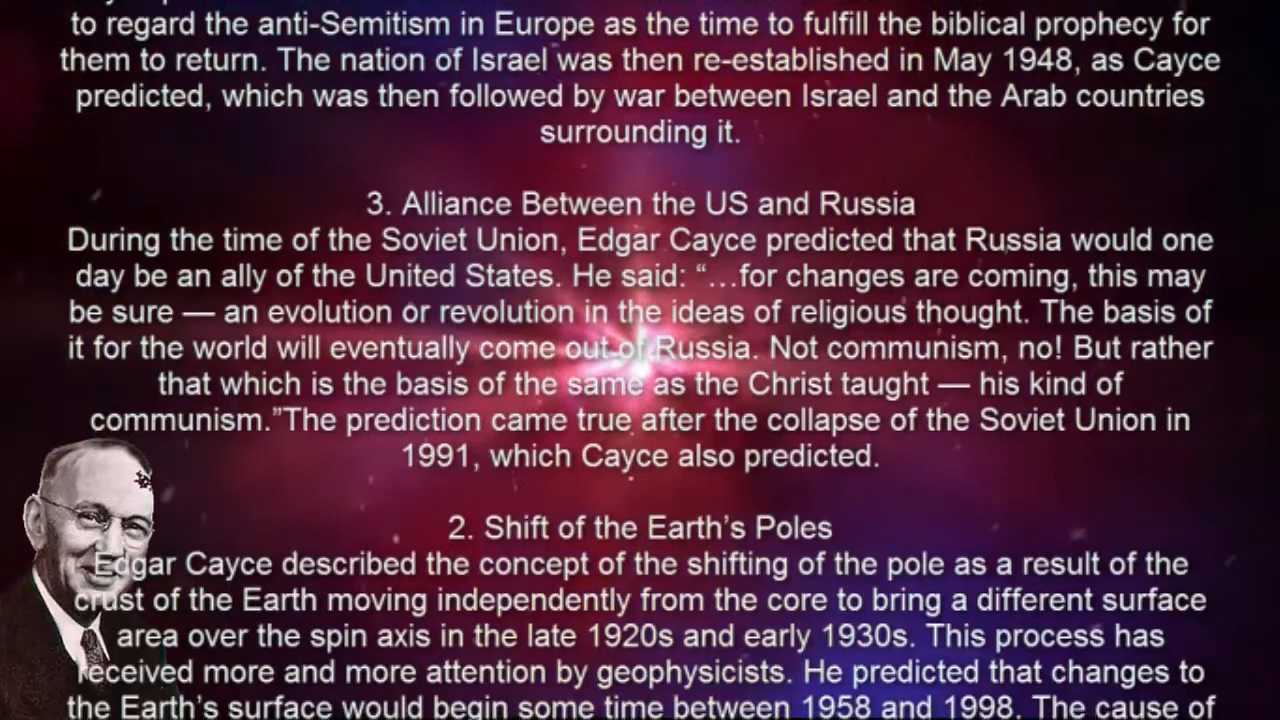 to regard the anti-Semitism in Europe as the time to fulfill the biblical prophecy for
them to return. The nation of Israel was then re-established in May 1948, as Cayce
predicted, which was then followed by war between Israel and the Arab countries
surrounding it.
3. Alliance Between the US and Russia
During the time of the Soviet Union, Edgar Cayce predicted that Russia would one
day be an ally of the United States. He said: “…for changes are coming, this may
be sure — an evolution or revolution in the ideas of religious thought. The basis of
it for the world will eventually come out of Russia. Not communism, no! But rather
that which is the basis of the same as the Christ taught — his kind of
communism.”The prediction came true after the collapse of the Soviet Union in
1991, which Cayce also predicted.
2. Shift of the Earth’s Poles
Edgar Cayce described the concept of the shifting of the pole as a result of the
crust of the Earth moving independently from the core to bring a different surface
area over the spin axis in the late 1920s and early 1930s. This process has
received more and more attention by geophysicists. He predicted that changes to
the Earth’s surface would begin some time between 1958 and 1998. The cause of